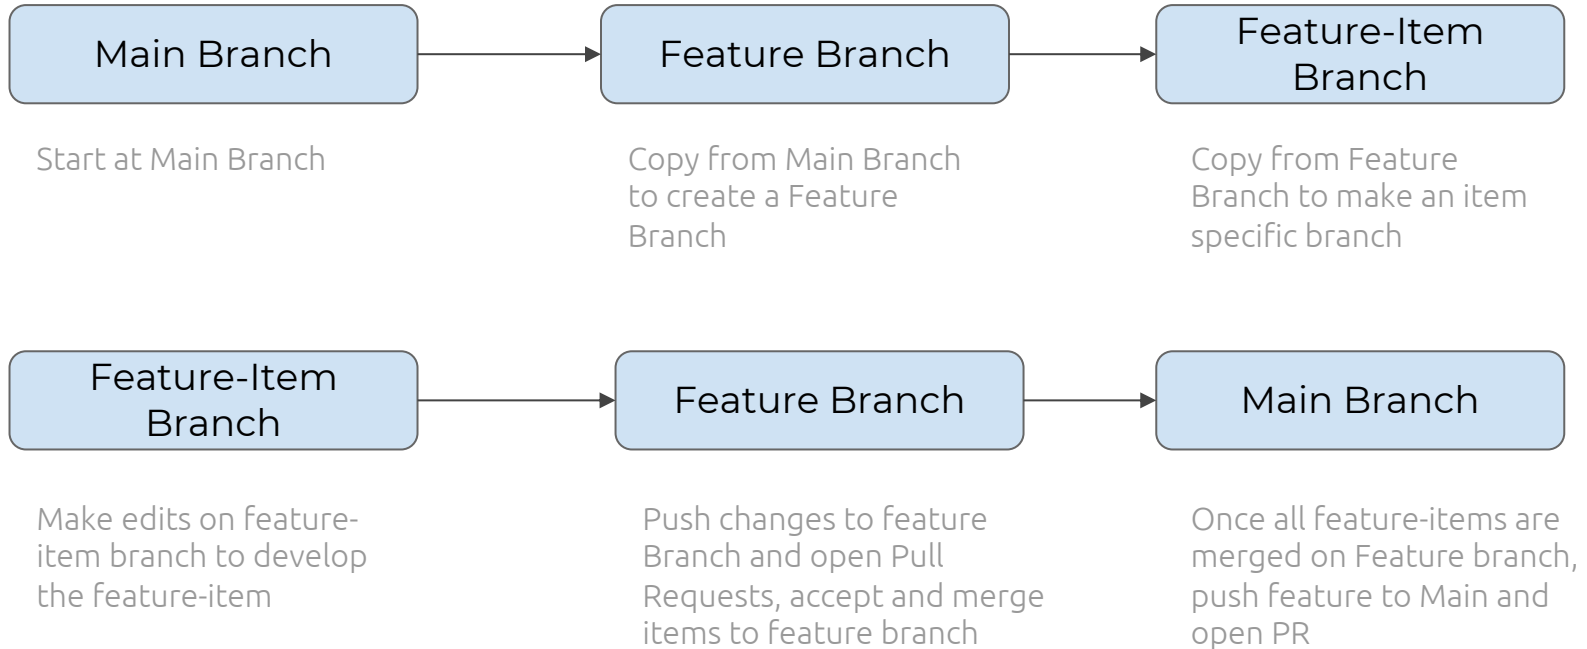 Main Branch
Feature Branch
Feature-Item
Branch
Start at Main Branch
Copy from Main Branch
to create a Feature
Branch
Copy from Feature
Branch to make an item
specific branch
Feature-Item
Branch
Feature Branch
Main Branch
Make edits on feature-
item branch to develop
the feature-item
Push changes to feature
Branch and open Pull
Requests, accept and merge
items to feature branch
Once all feature-items are
merged on Feature branch,
push feature to Main and
open PR